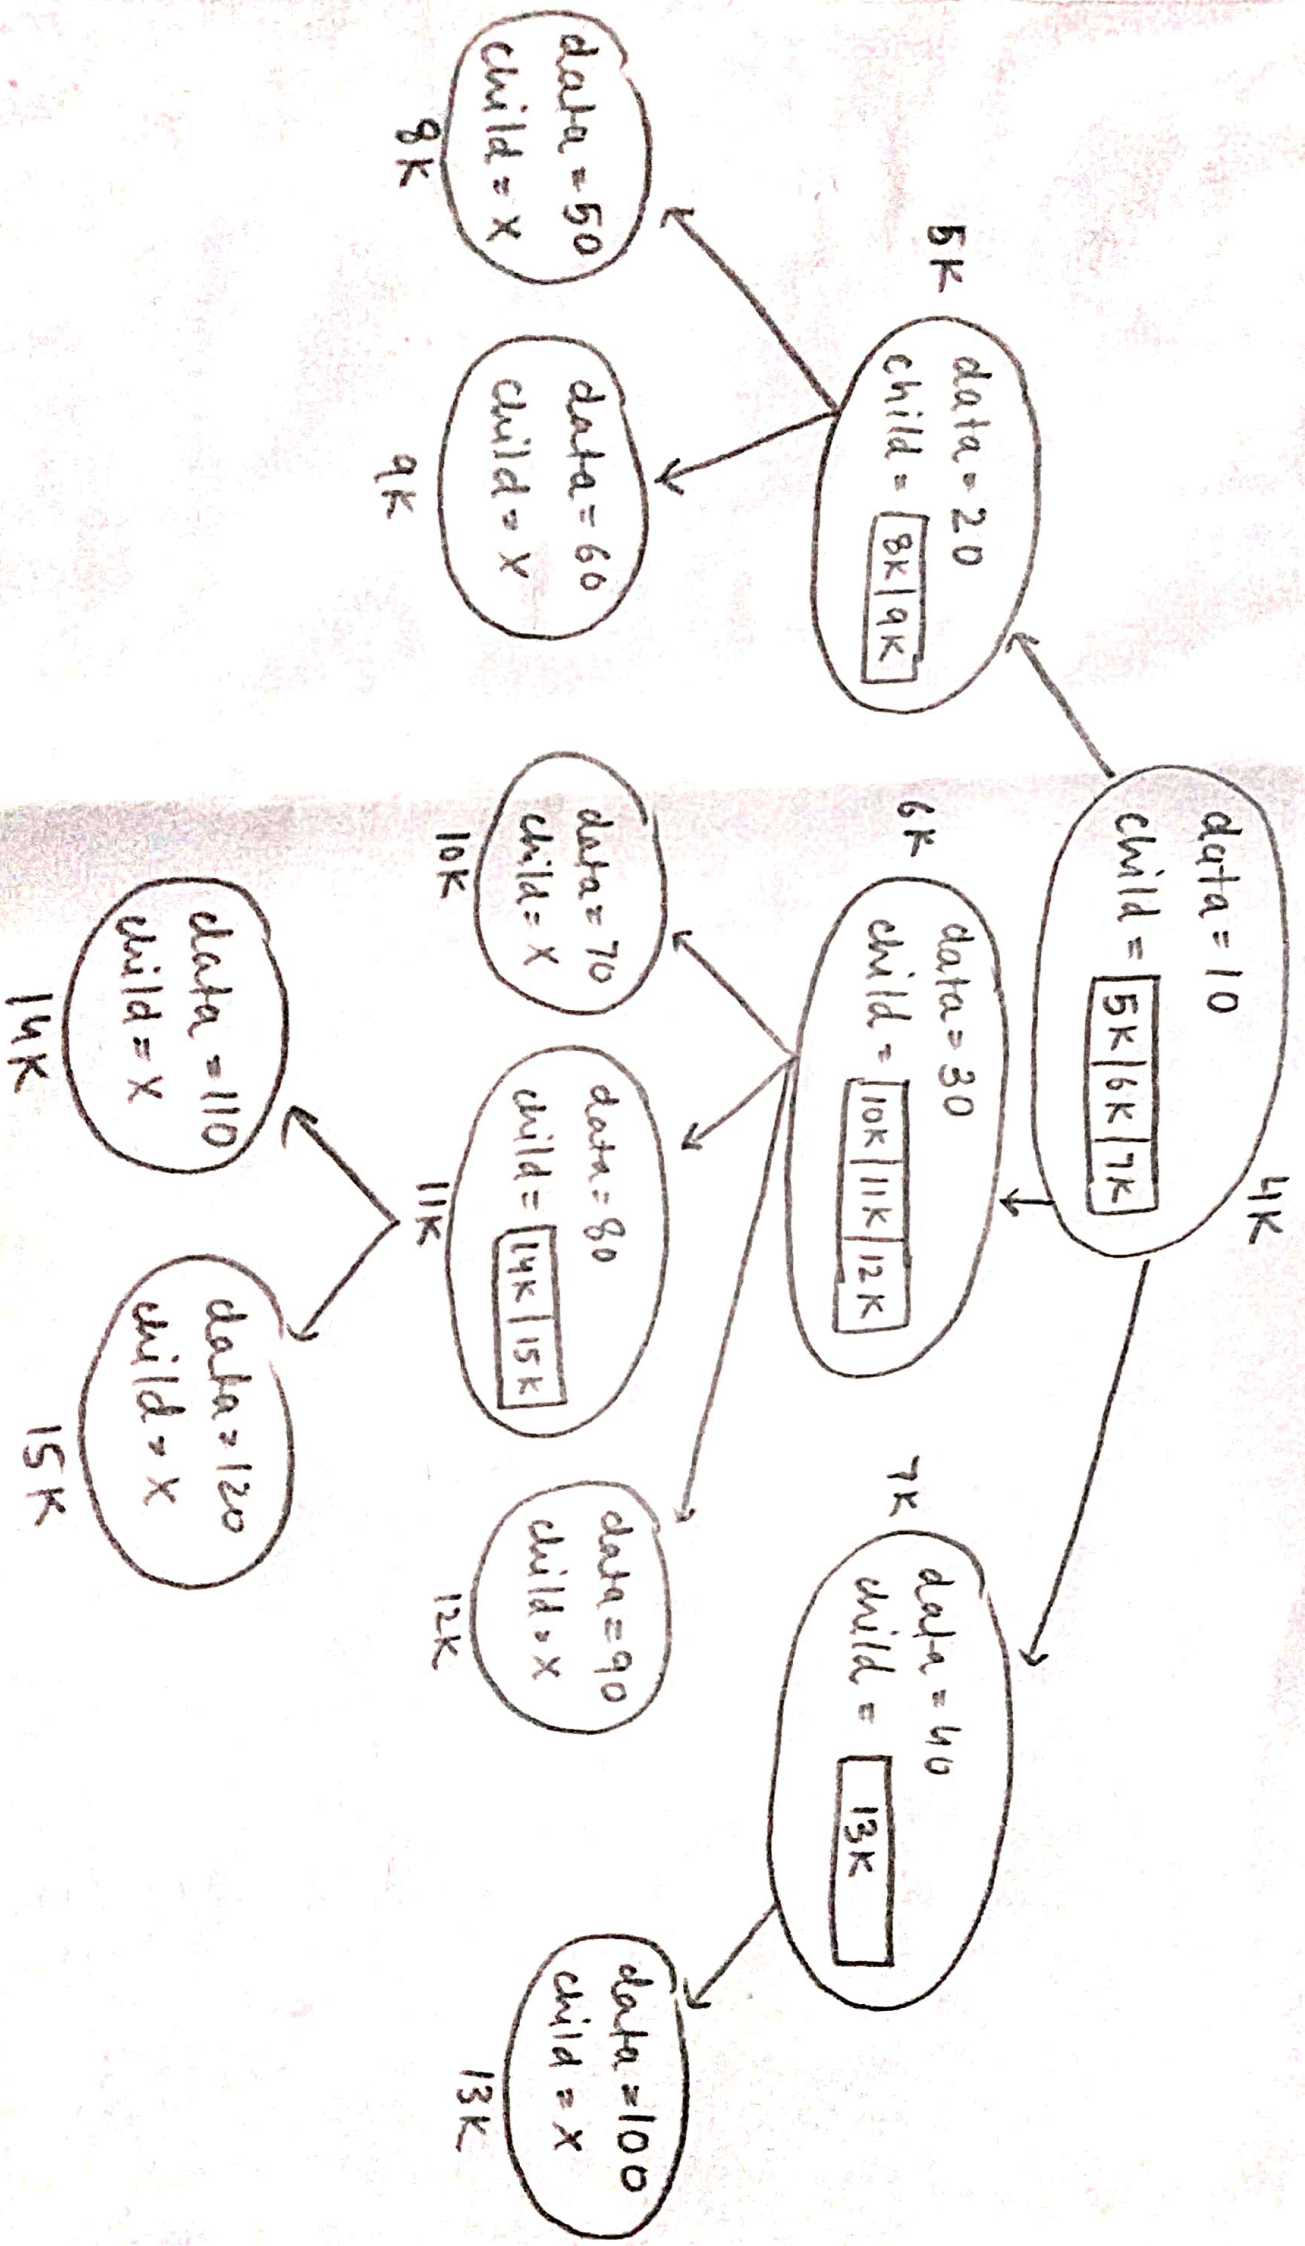 4K
data = 10
child = 5K|6K|7K
5K
data = 20
child = 8K|9K
6K
data = 30
child = 10K|11K|12K
7K
data = 40
child = 13K
data = 50
child = X
8K
data = 60
child = X
9K
data = 70
child = X
10K
data = 80
child = 14K|15K
11K
data = 90
child = X
12K
data = 100
child = X
13K
data = 110
child = X
14K
data = 120
child = X
15K